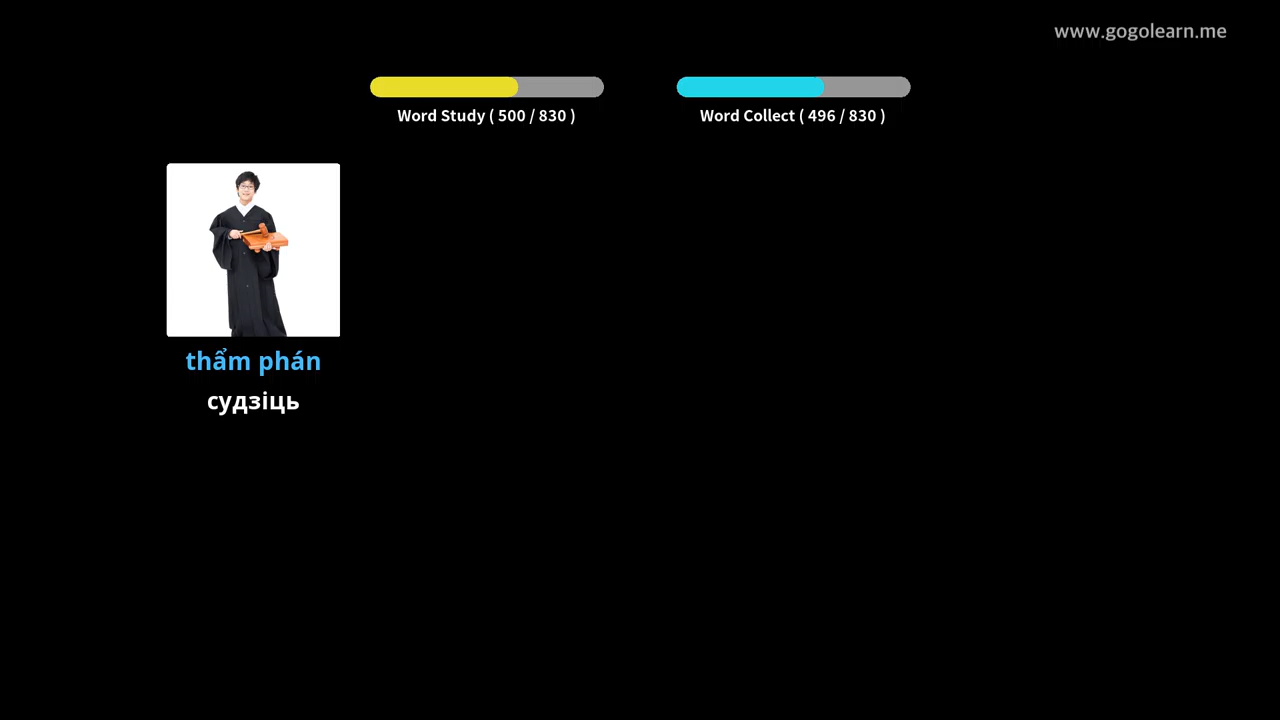 www.gogolearn.me
Word Study ( 500 / 830 )
Word Collect ( 496 / 830 )
thẩm phán
судзіць